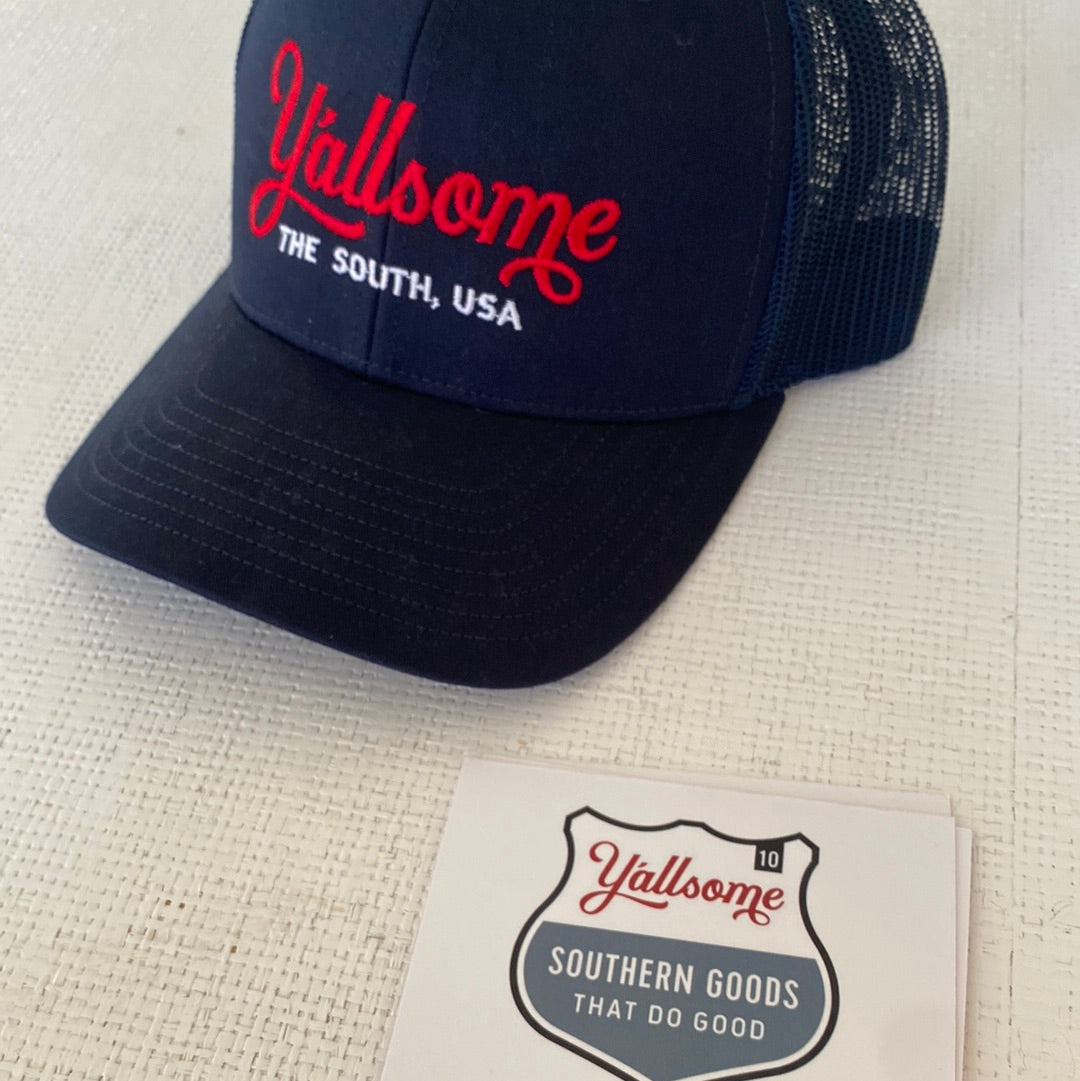 Y'allsome
THE SOUTH, USA
10
Y'allsome
SOUTHERN GOODS
THAT DO GOOD